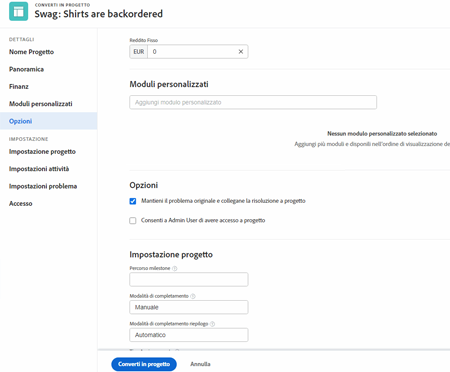 CONVERTI IN PROGETTO
Swag: Shirts are backordered
DETTAGLI
Nome Progetto
Panoramica
Finanz
Moduli personalizzati
Opzioni
IMPOSTAZIONE
Impostazione progetto
Impostazioni attività
Impostazioni problema
Accesso
Reddito Fisso
EUR 0
Moduli personalizzati
Aggiungi modulo personalizzato
Nessun modulo personalizzato selezionato
Aggiungi più moduli e disponili nell'ordine di visualizzazione de
Opzioni
Mantieni il problema originale e collegane la risoluzione a progetto
Consenti a Admin User di avere accesso a progetto
Impostazione progetto
Percorso milestone
Modalità di completamento
Manuale
Modalità di completamento riepilogo
Automatico
Converti in progetto
Annulla